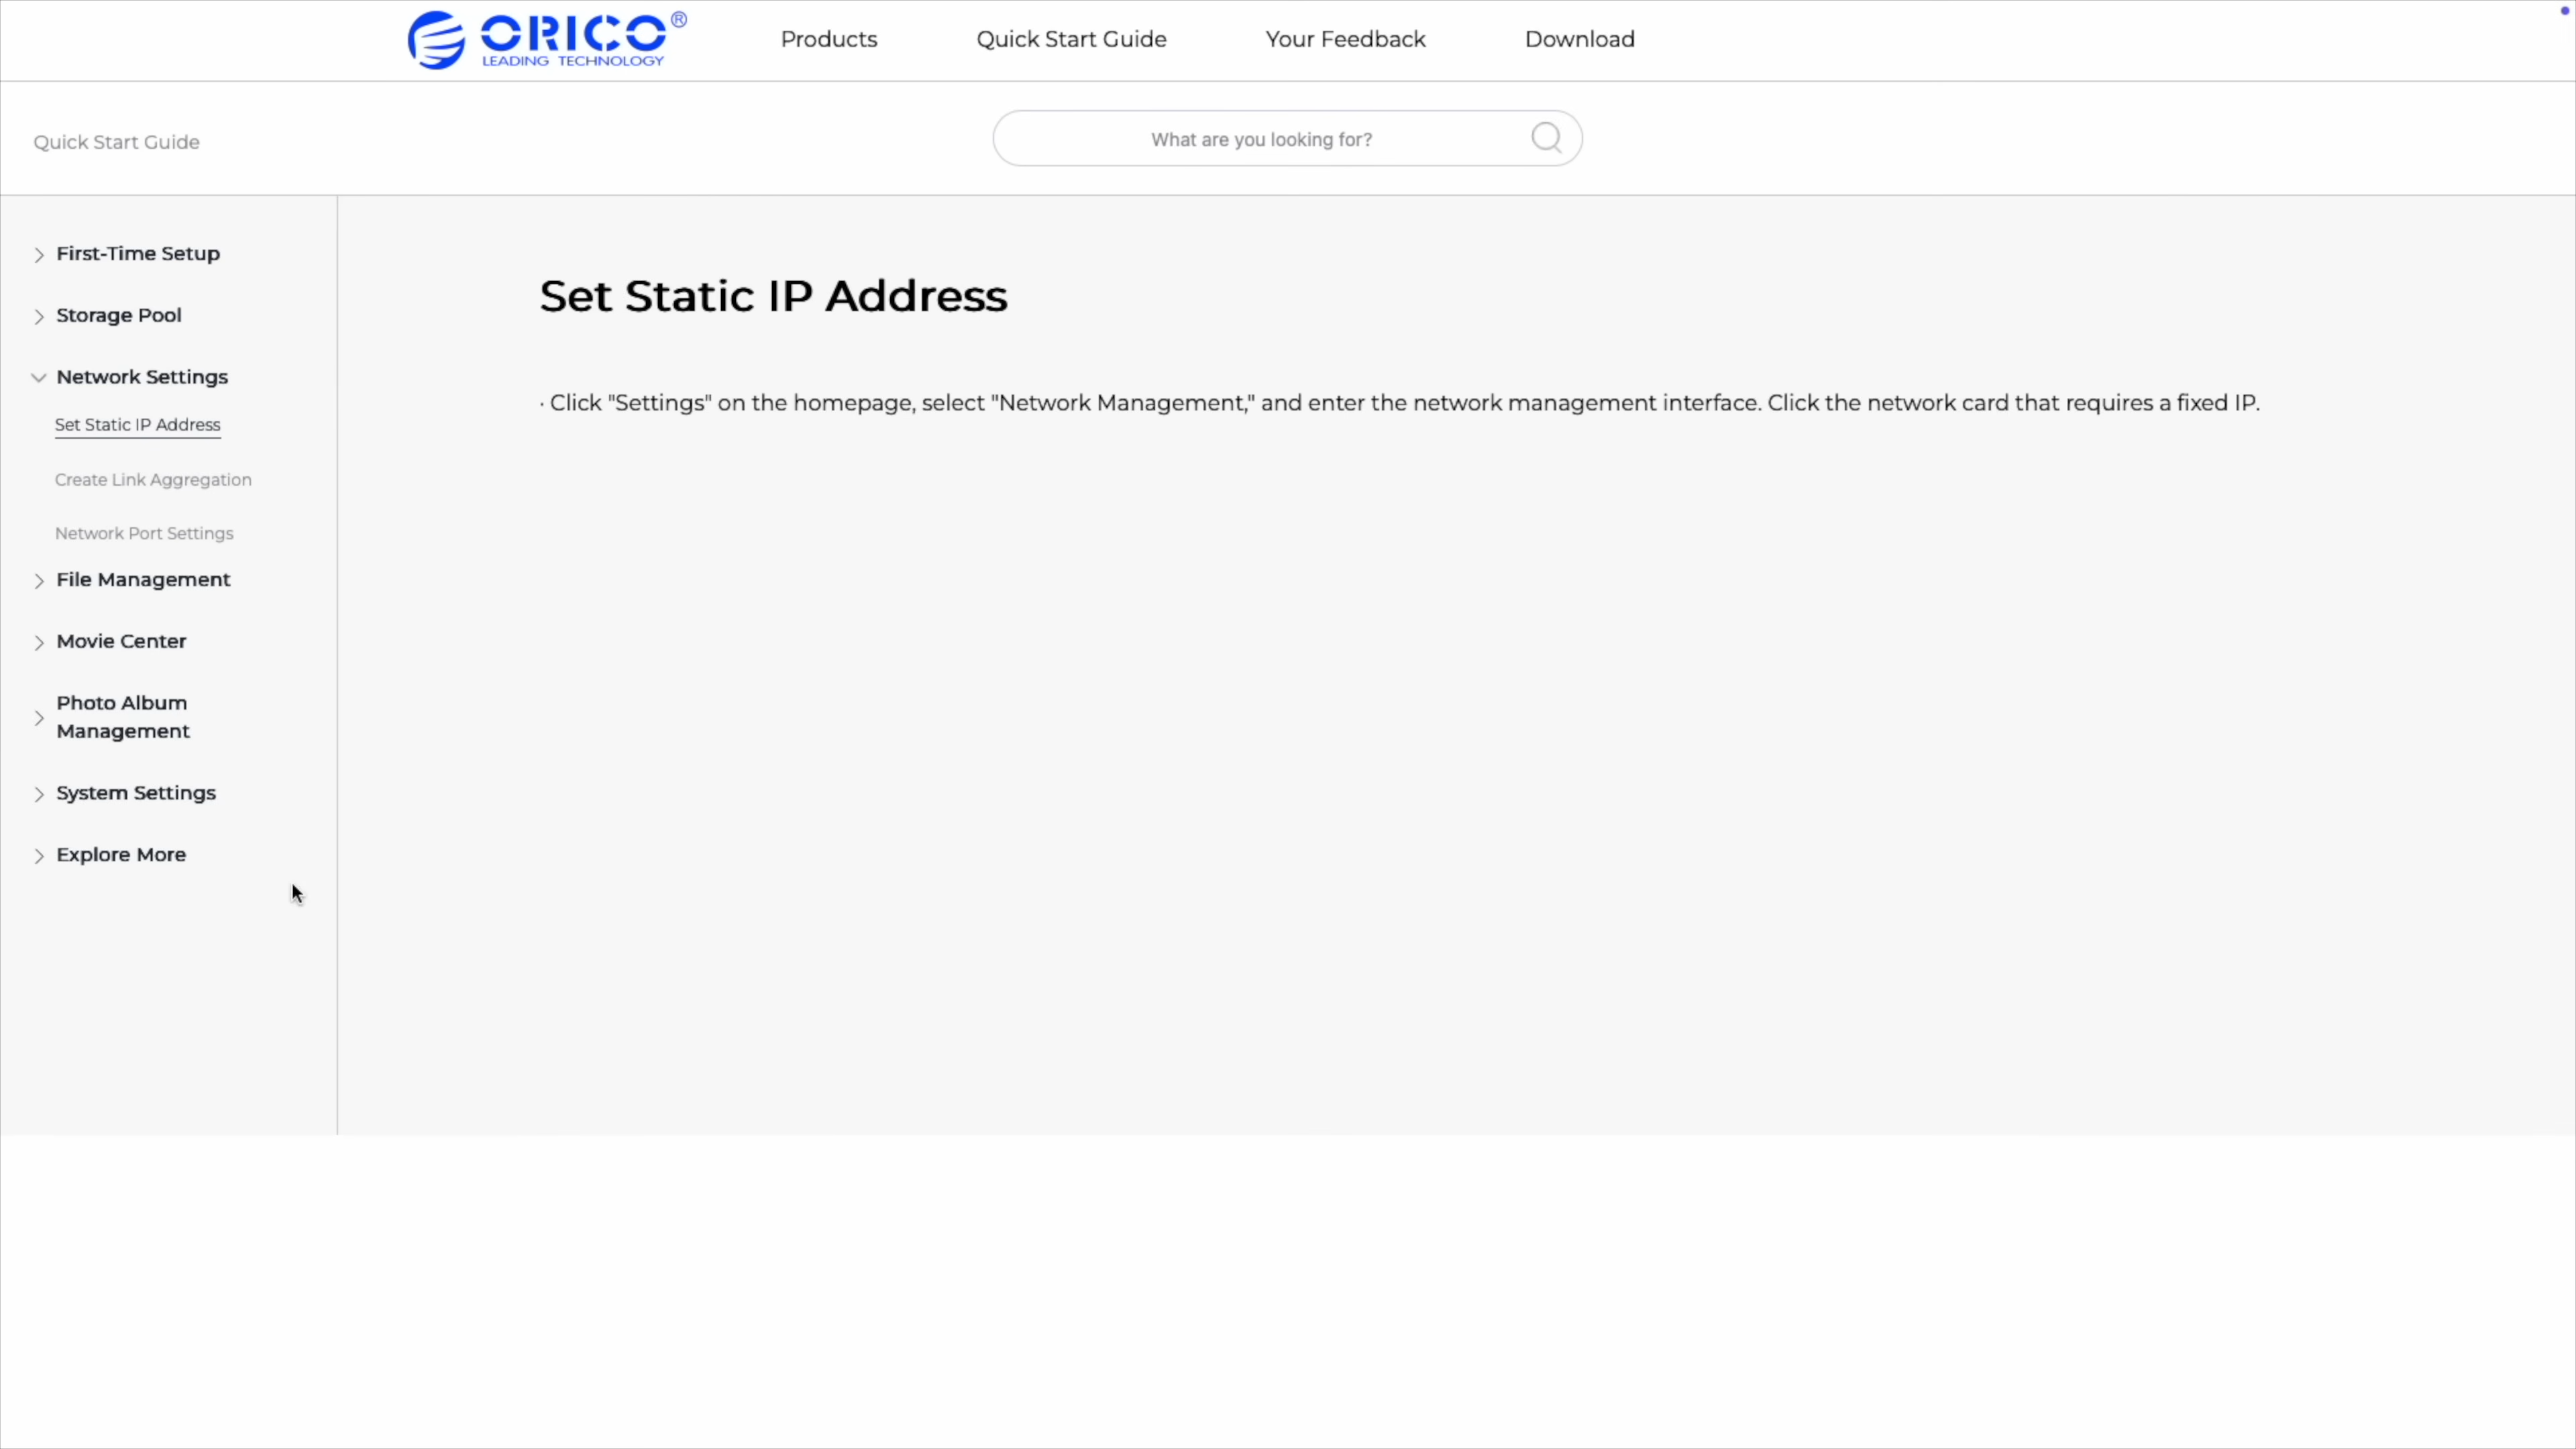 ORICO®
LEADING TECHNOLOGY
Products
Quick Start Guide
Your Feedback
Download
Quick Start Guide
What are you looking for?
First-Time Setup
Storage Pool
Network Settings
Set Static IP Address
Create Link Aggregation
Network Port Settings
File Management
Movie Center
Photo Album
Management
System Settings
Explore More
Set Static IP Address
· Click "Settings" on the homepage, select "Network Management," and enter the network management interface. Click the network card that requires a fixed IP.